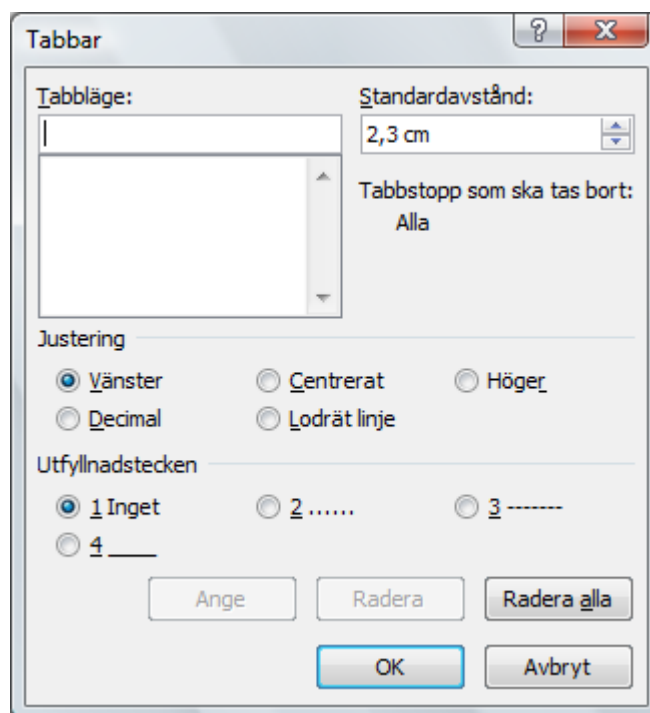 Tabbar
Tabbläge: Standardavstånd:
2,3 cm
Tabbstopp som ska tas bort:
Alla
Justering
Vänster Centrerat Höger
Decimal Lodrät linje
Utfyllnadstecken
1 Inget 2 ...... 3 -------
4 ____
Ange Radera Radera alla
OK Avbryt